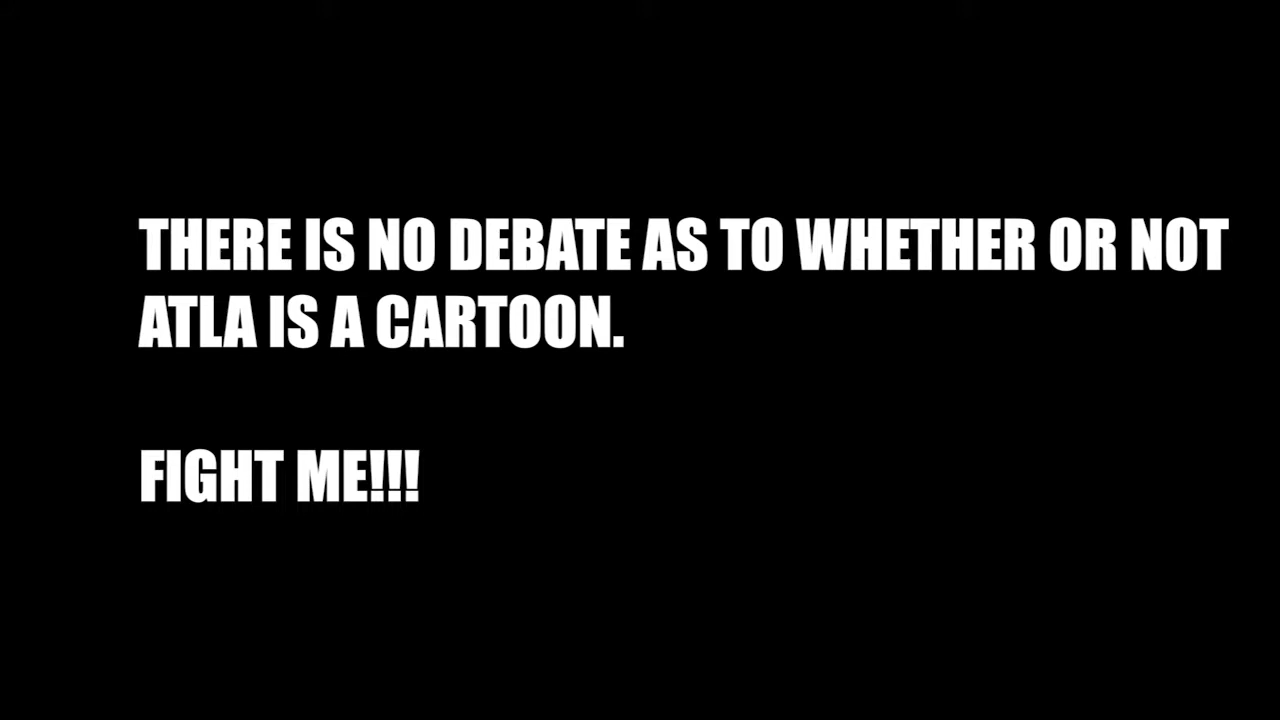 THERE IS NO DEBATE AS TO WHETHER OR NOT
ATLA IS A CARTOON.
FIGHT ME!!!